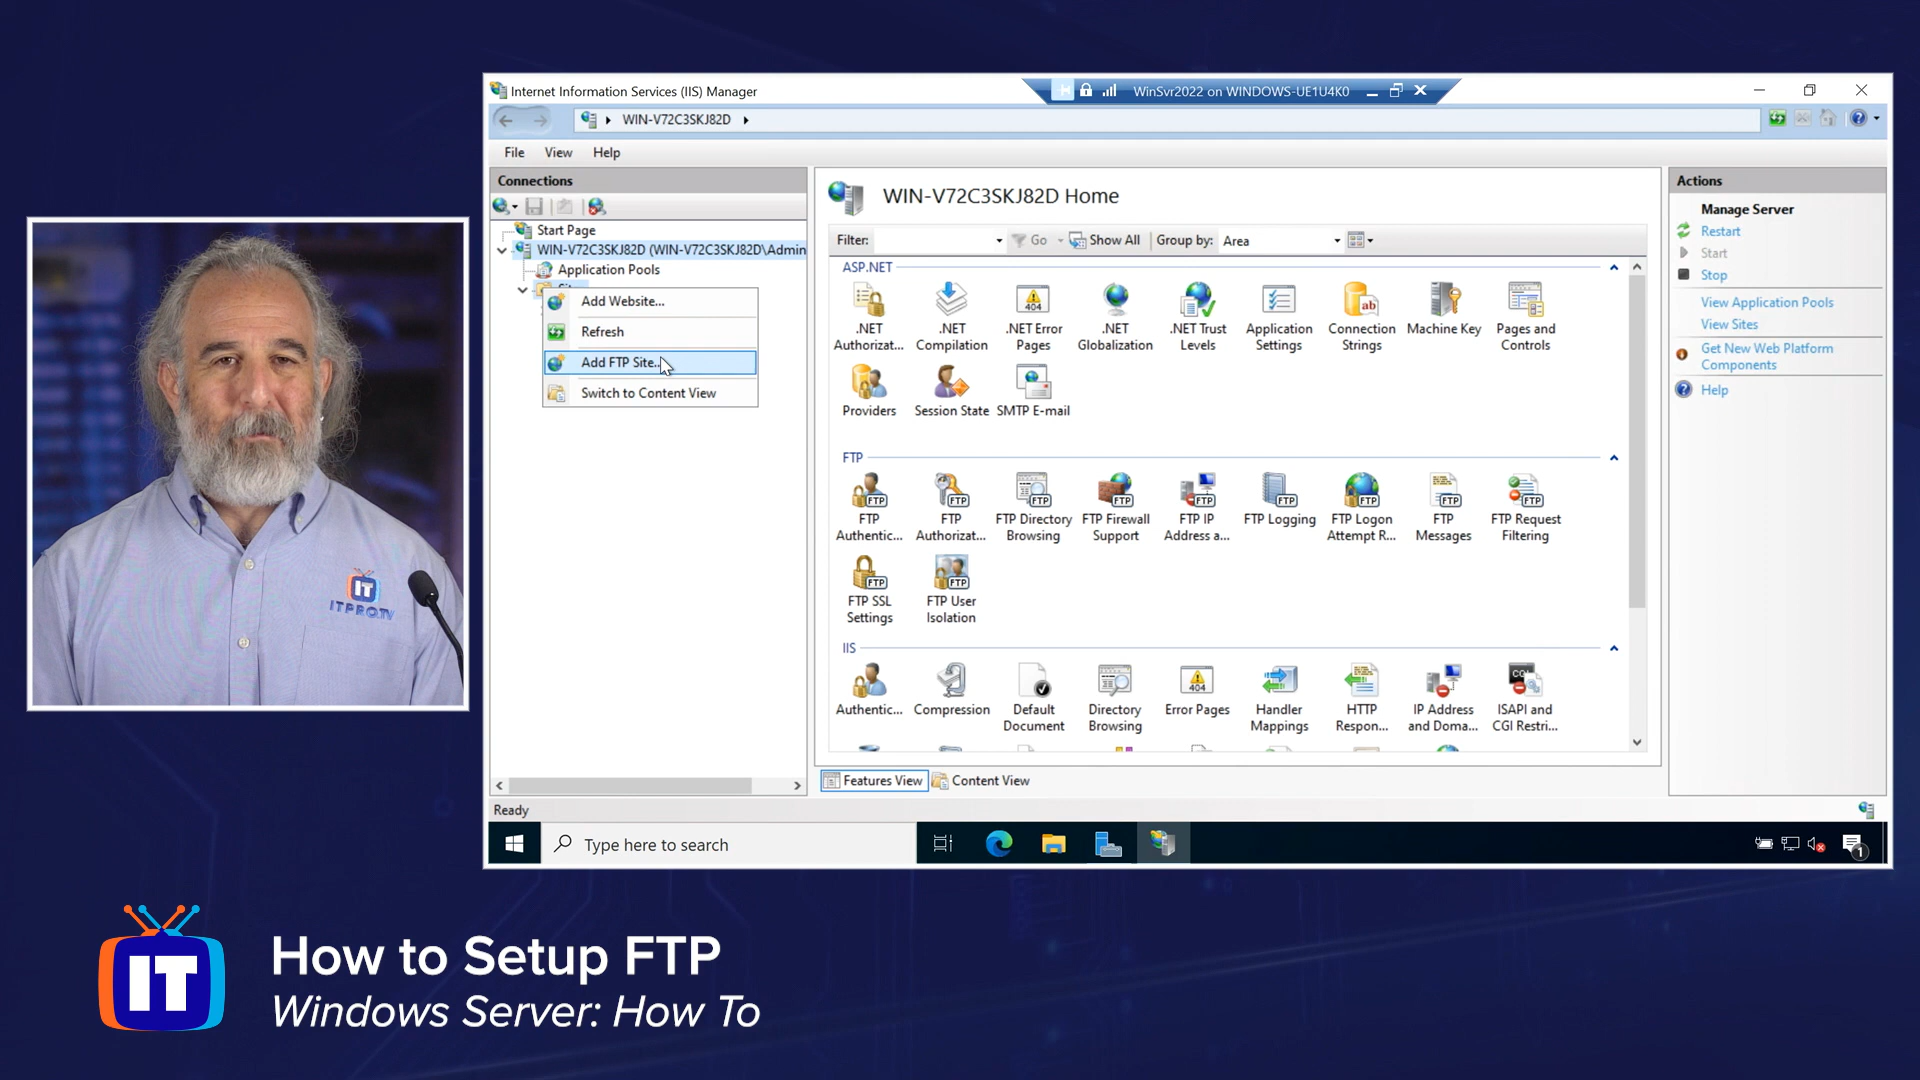 Internet Information Services (IIS) Manager
WinSvr2022 on WINDOWS-UE1U4K0
WIN-V72C3SKJ82D
File View Help
Connections
Start Page
WIN-V72C3SKJ82D (WIN-V72C3SKJ82D\Admin
Application Pools
Add Website...
Refresh
Add FTP Site...
Switch to Content View
WIN-V72C3SKJ82D Home
Filter: Go Show All Group by: Area
ASP.NET
.NET Authorizat...
.NET Compilation
.NET Error Pages
.NET Globalization
.NET Trust Levels
Application Settings
Connection Strings
Machine Key
Pages and Controls
Providers
Session State
SMTP E-mail
FTP
FTP Authentic...
FTP Authorizat...
FTP Directory Browsing
FTP Firewall Support
FTP IP Address a...
FTP Logging
FTP Logon Attempt R...
FTP Messages
FTP Request Filtering
FTP SSL Settings
FTP User Isolation
IIS
Authentic...
Compression
Default Document
Directory Browsing
Error Pages
Handler Mappings
HTTP Respon...
IP Address and Doma...
ISAPI and CGI Restri...
Features View
Content View
Actions
Manage Server
Restart
Start
Stop
View Application Pools
View Sites
Get New Web Platform Components
Help
Ready
Type here to search
1
IT
ITPRO.TV
IT
How to Setup FTP
Windows Server: How To